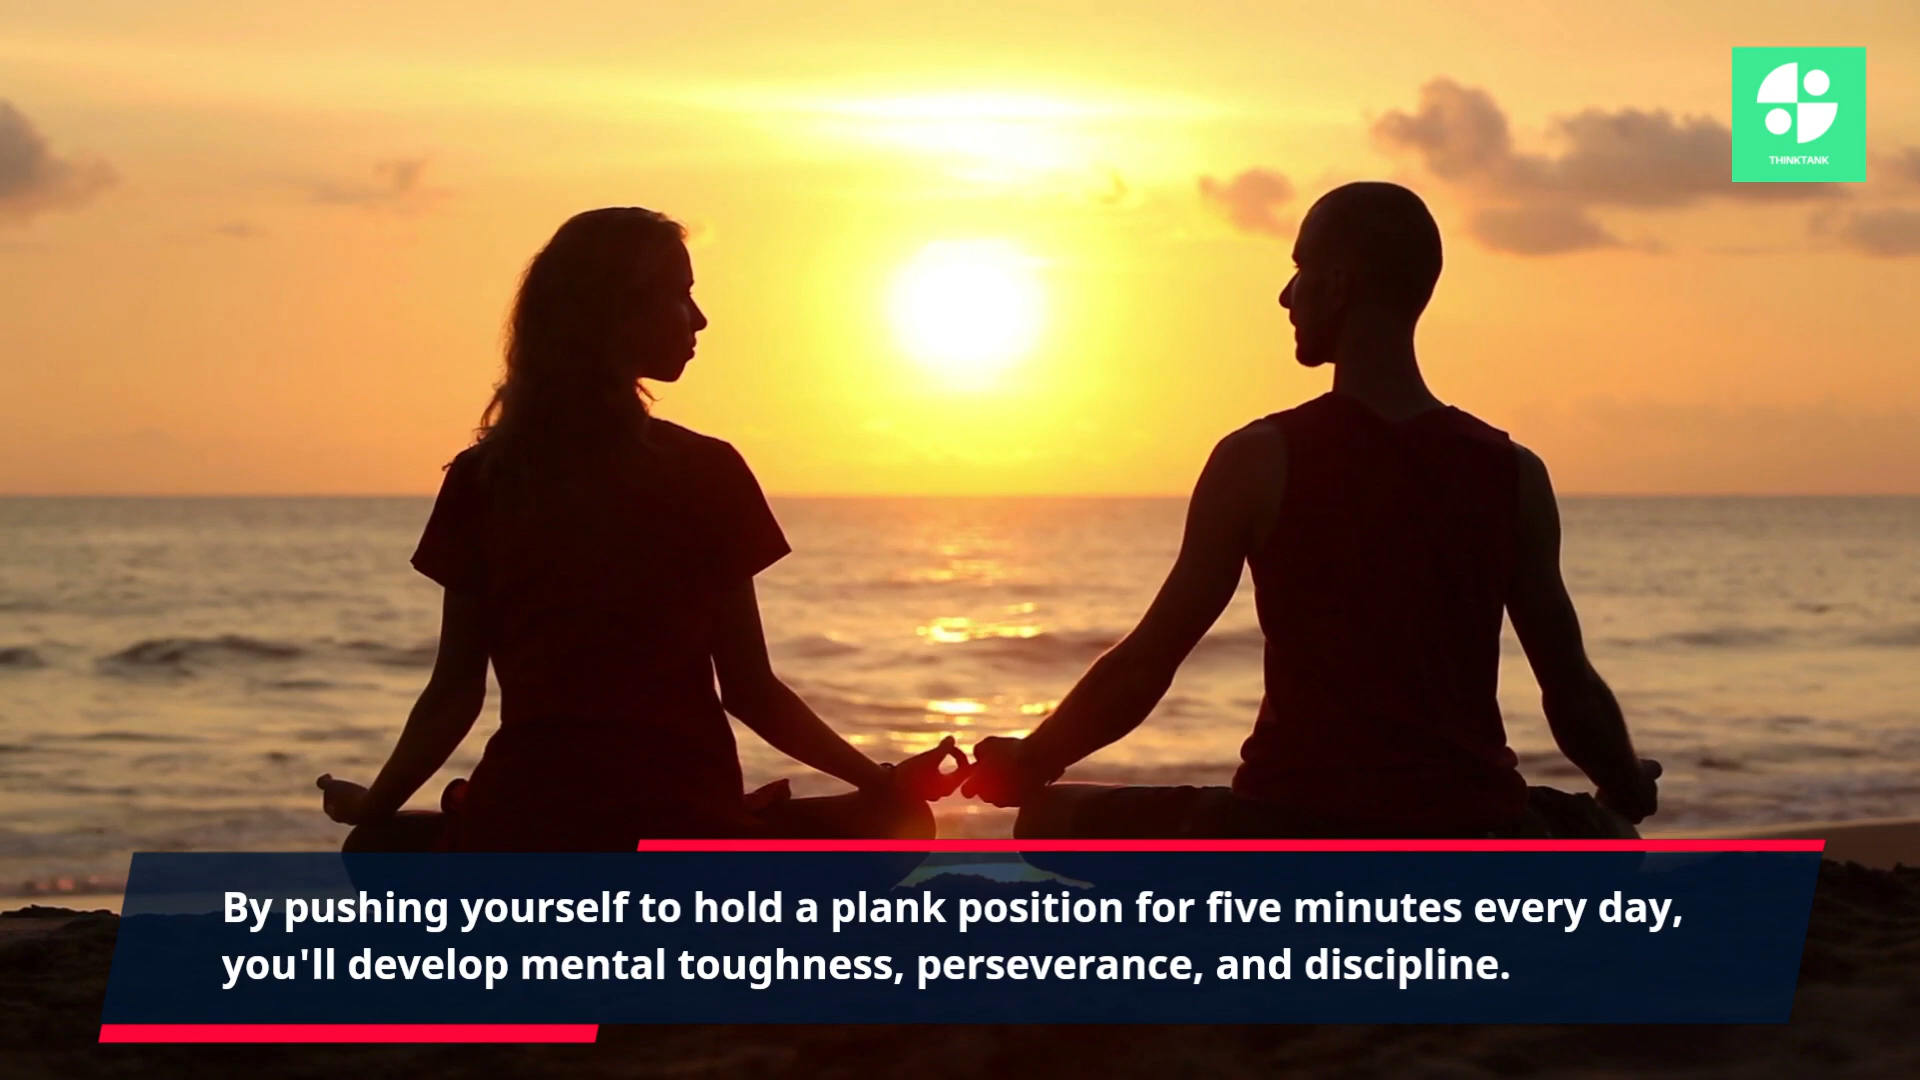 THINKTANK
By pushing yourself to hold a plank position for five minutes every day,
you'll develop mental toughness, perseverance, and discipline.